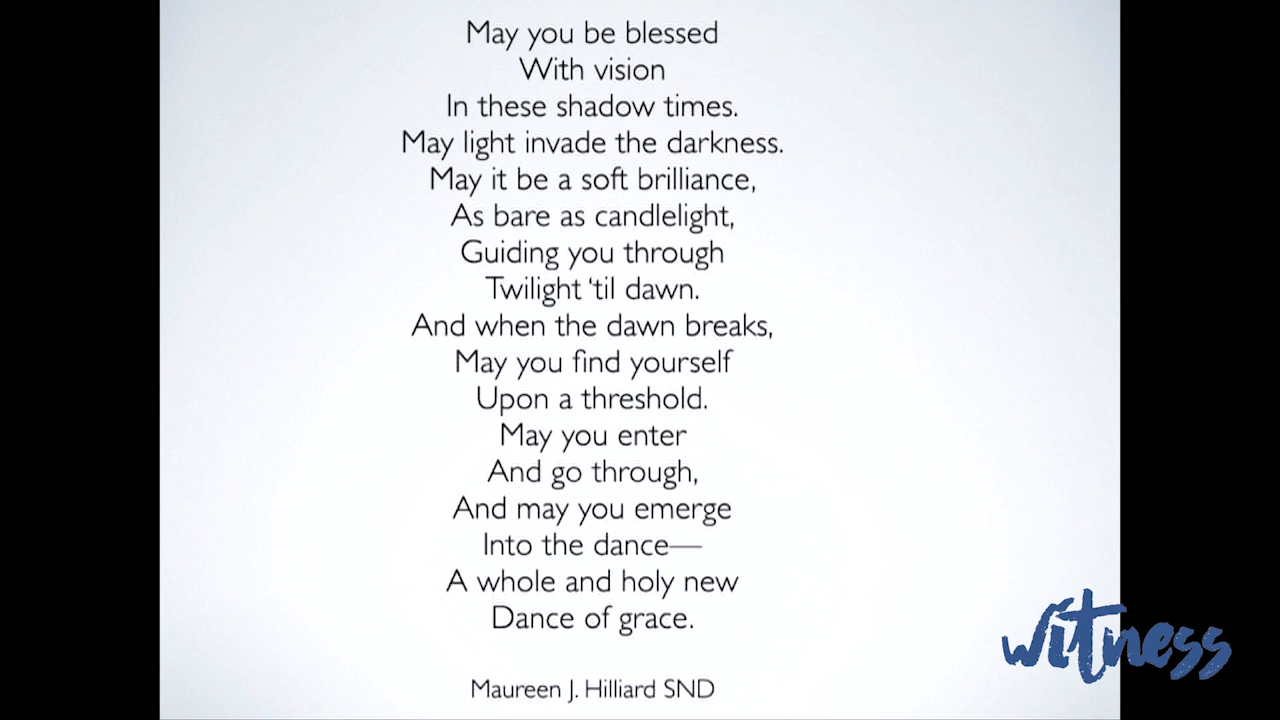 May you be blessed
With vision
In these shadow times.
May light invade the darkness.
May it be a soft brilliance,
As bare as candlelight,
Guiding you through
Twilight ‘til dawn.
And when the dawn breaks,
May you find yourself
Upon a threshold.
May you enter
And go through,
And may you emerge
Into the dance—
A whole and holy new
Dance of grace.
Maureen J. Hilliard SND
witness